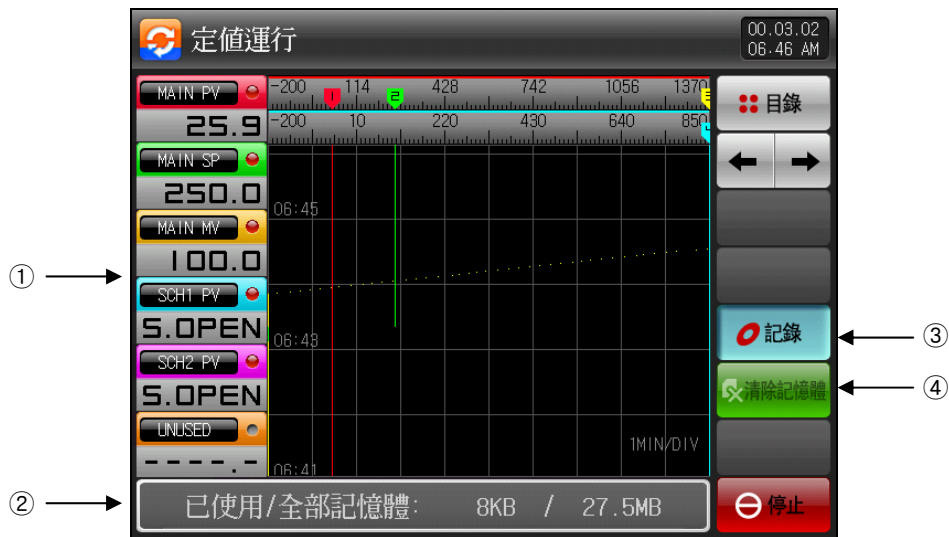 定值運行
00.03.02
06.46 AM
MAIN PV
25.9
MAIN SP
250.0
MAIN MV
100.0
SCH1 PV
S.OPEN
SCH2 PV
S.OPEN
UNUSED
----.-
-200 114 428 742 1056 1370
1 2
-200 10 220 430 640 850
06:45
06:43
06:41
1MIN/DIV
目錄
記錄
清除記憶體
停止
已使用/全部記憶體: 8KB / 27.5MB
①
②
③
④